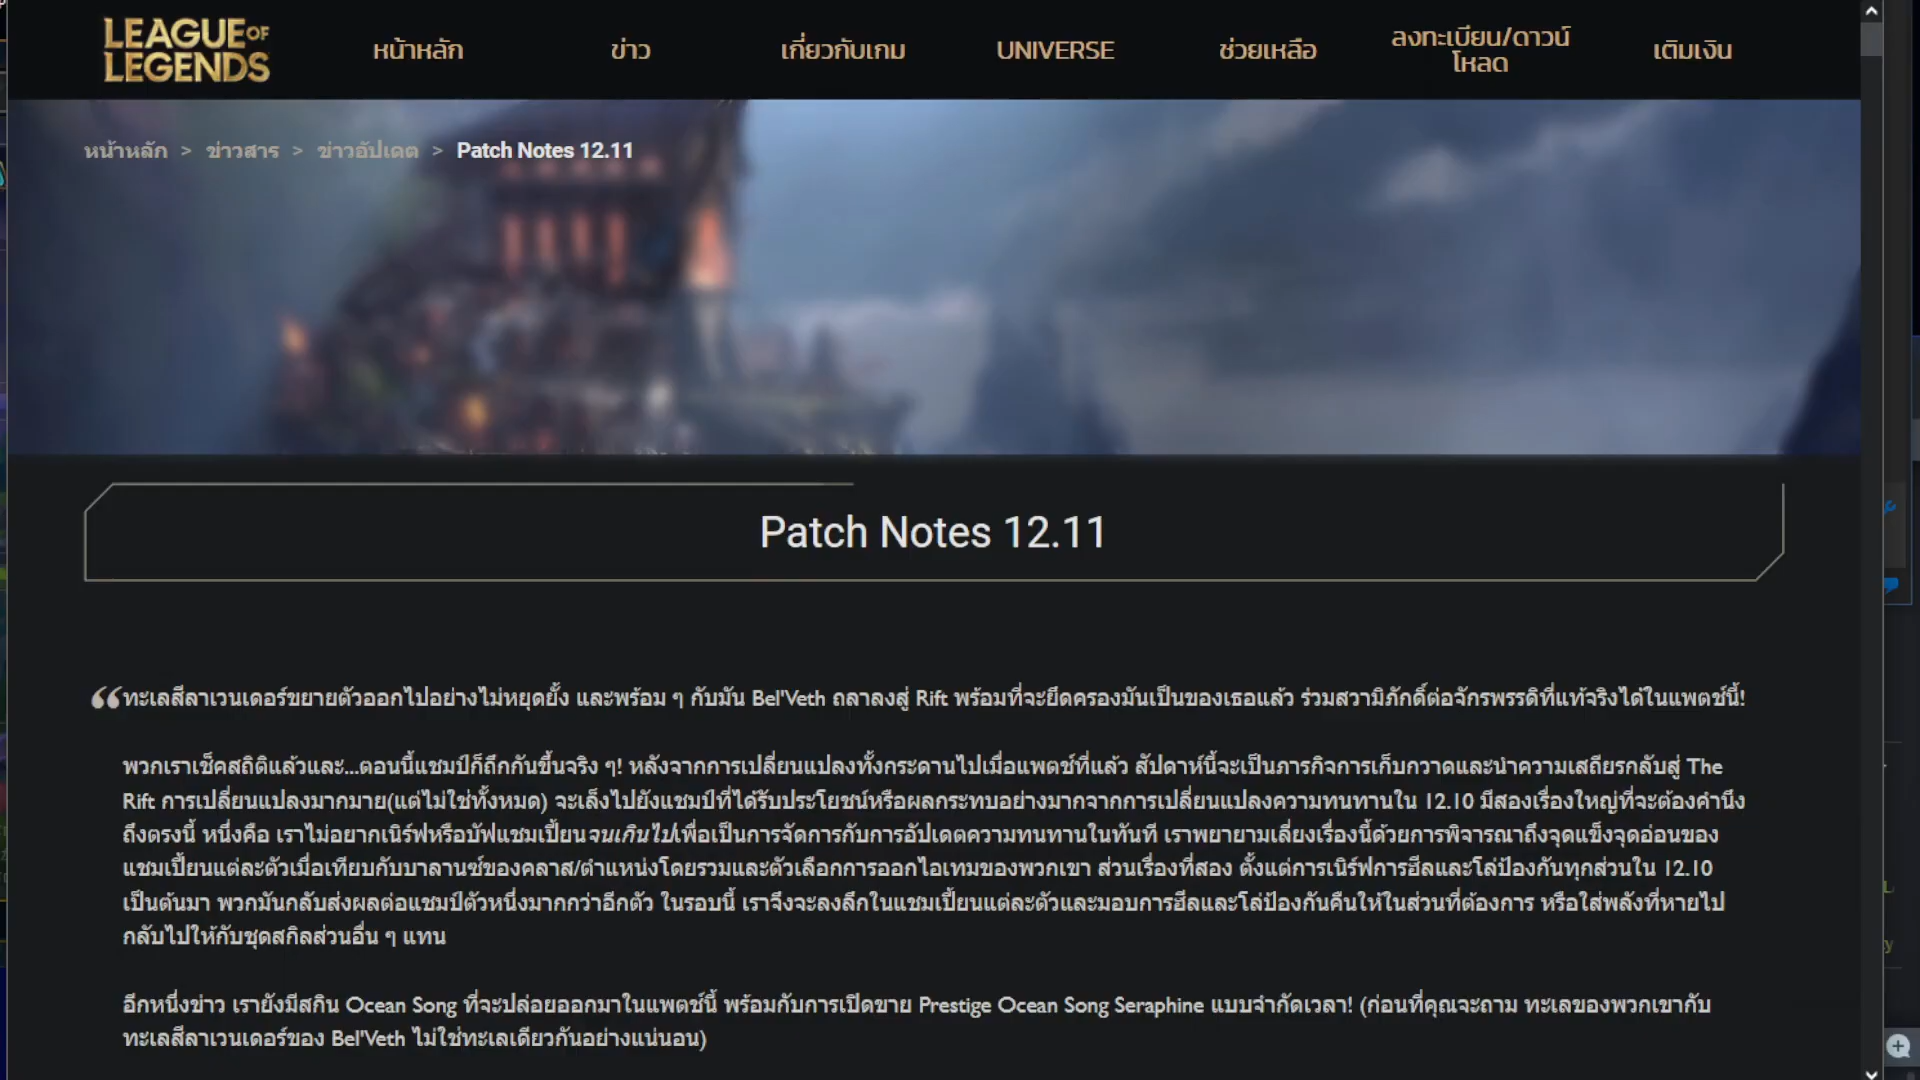 LEAGUE OF
LEGENDS
หน้าหลัก
ข่าว
เกี่ยวกับเกม
UNIVERSE
ช่วยเหลือ
ลงทะเบียน/ดาวน์
โหลด
เติมเงิน
หน้าหลัก > ข่าวสาร > ข่าวอัปเดต > Patch Notes 12.11
Patch Notes 12.11
“ทะเลสีลาเวนเดอร์ขยายตัวออกไปอย่างไม่หยุดยั้ง และพร้อม ๆ กับมัน Bel'Veth ถลาลงสู่ Rift พร้อมที่จะยึดครองมันเป็นของเธอแล้ว ร่วมสวามิภักดิ์ต่อจักรพรรดิที่แท้จริงได้ในแพตช์นี้!
พวกเราเช็คสถิติแล้วและ...ตอนนี้แชมป์ก็ถึกกันขึ้นจริง ๆ! หลังจากการเปลี่ยนแปลงทั้งกระดานไปเมื่อแพตช์ที่แล้ว สัปดาห์นี้จะเป็นภารกิจการเก็บกวาดและนำความเสถียรกลับสู่ The
Rift การเปลี่ยนแปลงมากมาย(แต่ไม่ใช่ทั้งหมด) จะเล็งไปยังแชมป์ที่ได้รับประโยชน์หรือผลกระทบอย่างมากจากการเปลี่ยนแปลงความทนทานใน 12.10 มีสองเรื่องใหญ่ที่จะต้องคำนึง
ถึงตรงนี้ หนึ่งคือ เราไม่อยากเนิร์ฟหรือบัฟแชมเปี้ยนจนเกินไปเพื่อเป็นการจัดการกับการอัปเดตความทนทานในทันที เราพยายามเลี่ยงเรื่องนี้ด้วยการพิจารณาถึงจุดแข็งจุดอ่อนของ
แชมเปี้ยนแต่ละตัวเมื่อเทียบกับบาลานซ์ของคลาส/ตำแหน่งโดยรวมและตัวเลือกการออกไอเทมของพวกเขา ส่วนเรื่องที่สอง ตั้งแต่การเนิร์ฟการฮีลและโล่ป้องกันทุกส่วนใน 12.10
เป็นต้นมา พวกมันกลับส่งผลต่อแชมป์ตัวหนึ่งมากกว่าอีกตัว ในรอบนี้ เราจึงจะลงลึกในแชมเปี้ยนแต่ละตัวและมอบการฮีลและโล่ป้องกันคืนให้ในส่วนที่ต้องการ หรือใส่พลังที่หายไป
กลับไปให้กับชุดสกิลส่วนอื่น ๆ แทน
อีกหนึ่งข่าว เรายังมีสกิน Ocean Song ที่จะปล่อยออกมาในแพตช์นี้ พร้อมกับการเปิดขาย Prestige Ocean Song Seraphine แบบจำกัดเวลา! (ก่อนที่คุณจะถาม ทะเลของพวกเขากับ
ทะเลสีลาเวนเดอร์ของ Bel'Veth ไม่ใช่ทะเลเดียวกันอย่างแน่นอน)